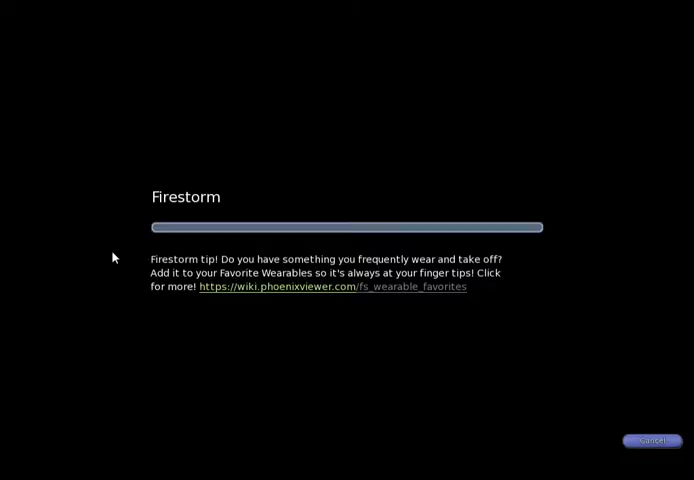 Firestorm
Firestorm tip! Do you have something you frequently wear and take off?
Add it to your Favorite Wearables so it's always at your finger tips! Click
for more! https://wiki.phoenixviewer.com/fs_wearable_favorites
Cancel